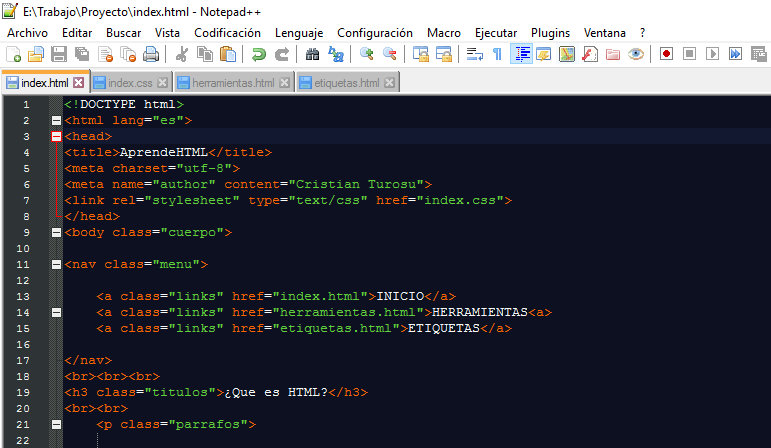 E:\Trabajo\Proyecto\index.html - Notepad++
Archivo Editar Buscar Vista Codificación Lenguaje Configuración Macro Ejecutar Plugins Ventana ?
index.html index.css herramientas.html etiquetas.html
1 <!DOCTYPE html>
2 <html lang="es">
3 <head>
4 <title>AprendeHTML</title>
5 <meta charset="utf-8">
6 <meta name="author" content="Cristian Turosu">
7 <link rel="stylesheet" type="text/css" href="index.css">
8 </head>
9 <body class="cuerpo">
10
11 <nav class="menu">
12
13 <a class="links" href="index.html">INICIO</a>
14 <a class="links" href="herramientas.html">HERRAMIENTAS<a>
15 <a class="links" href="etiquetas.html">ETIQUETAS</a>
16
17 </nav>
18 <br><br><br>
19 <h3 class="titulos">¿Que es HTML?</h3>
20 <br><br>
21 <p class="parrafos">
22